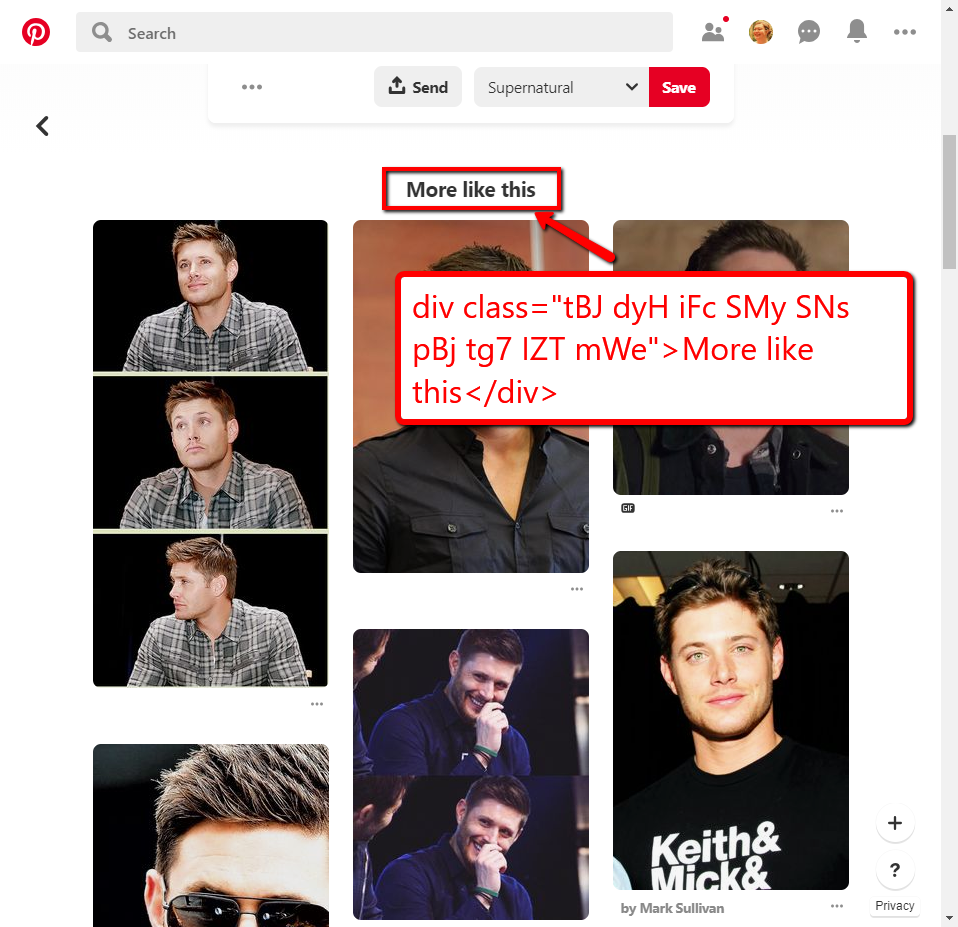 Search
Send
Supernatural
Save
More like this
div class="tBJ dyH iFc SMy SNs
pBj tg7 IZT mWe">More like
this</div>
GIF
Keith&
Mick&
by Mark Sullivan
+
?
Privacy